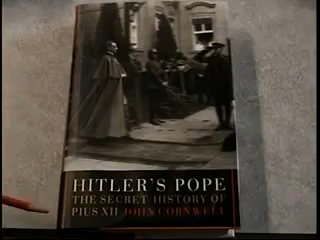 HITLER'S POPE
THE SECRET HISTORY OF
PIUS XII JOHN CORNWELL